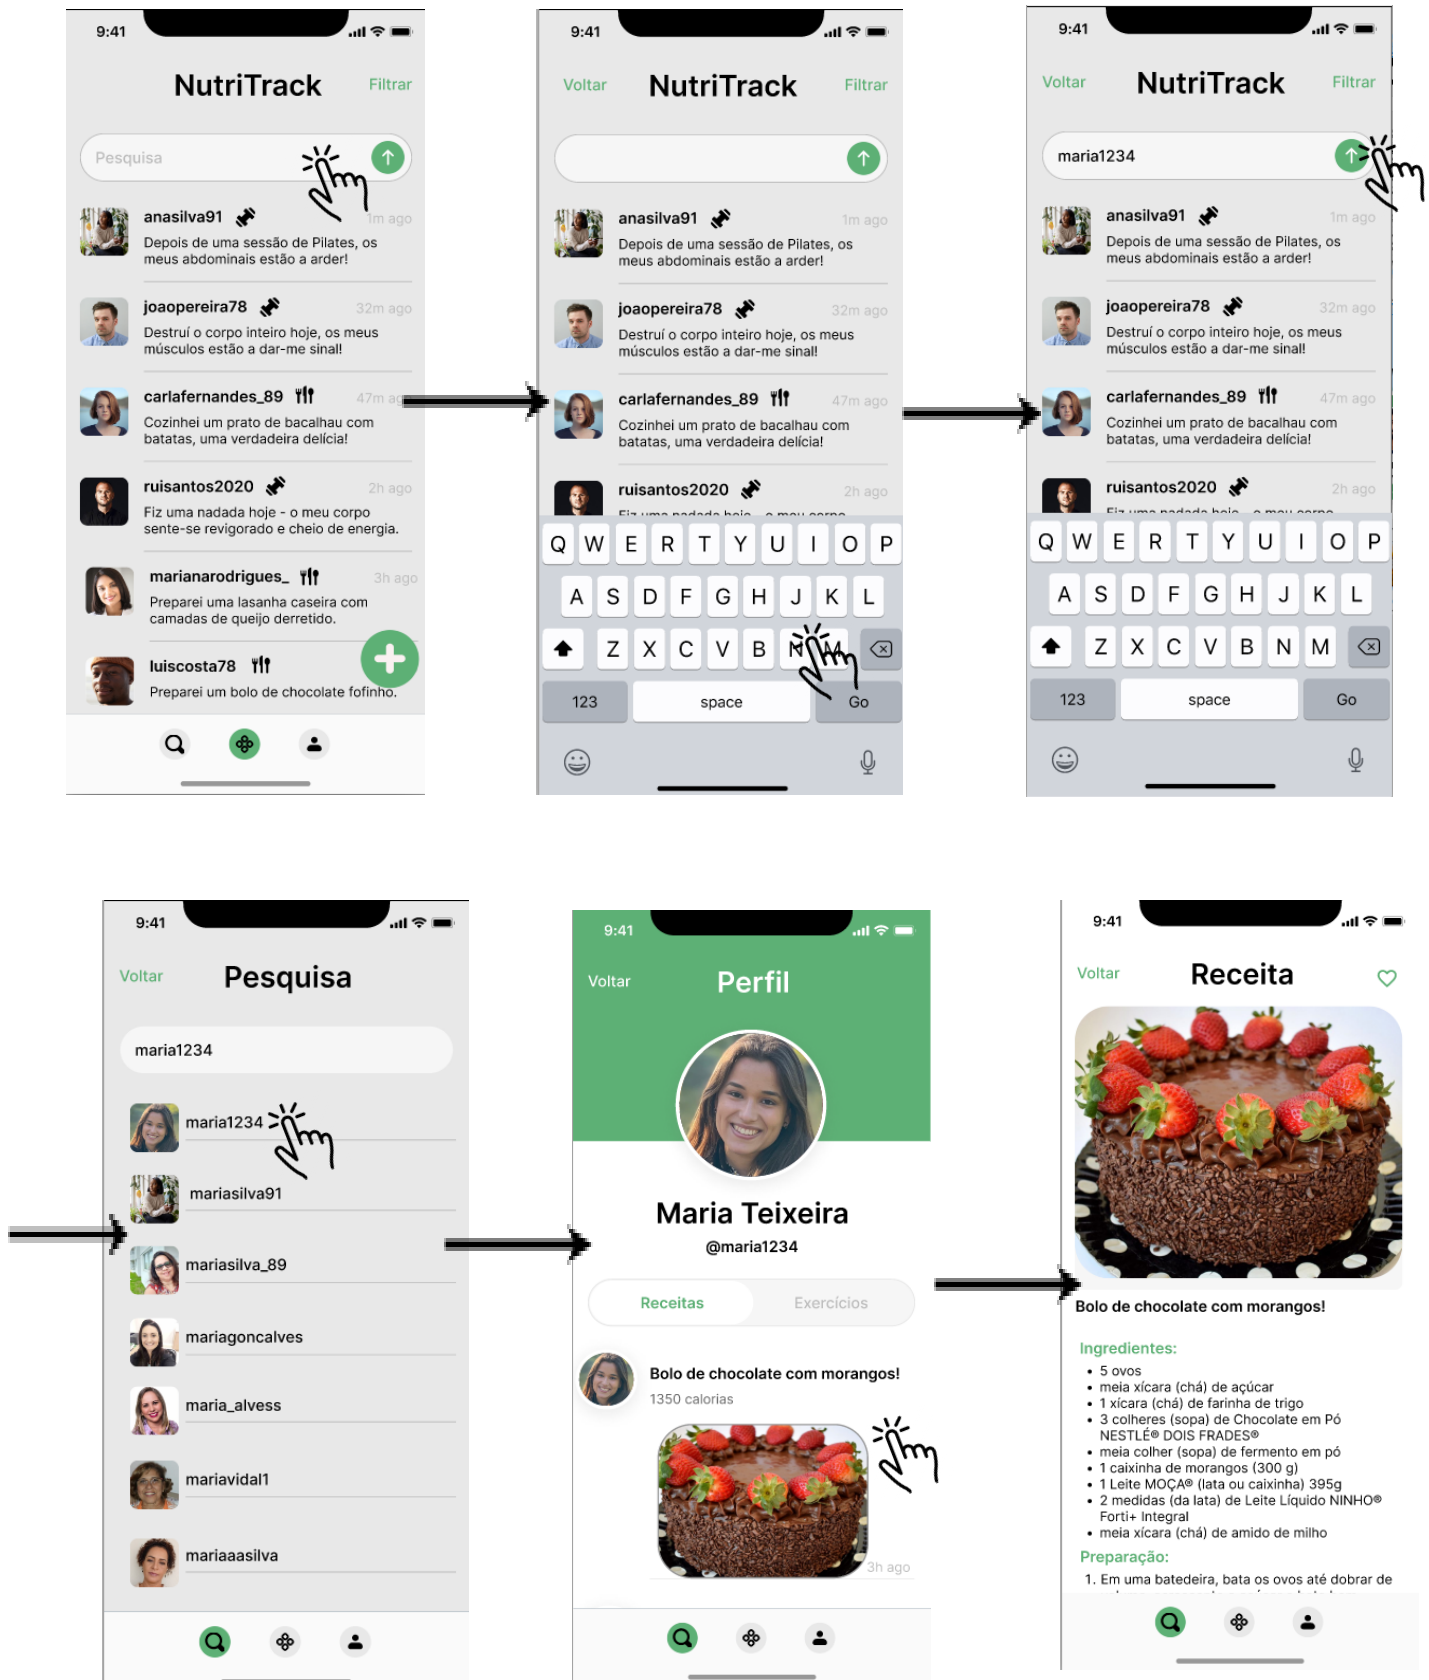 9:41
NutriTrack
Filtrar
Pesquisa
anasilva91
1m ago
Depois de uma sessão de Pilates, os
meus abdominais estão a arder!
joaopereira78
32m ago
Destruí o corpo inteiro hoje, os meus
músculos estão a dar-me sinal!
carlafernandes_89
47m ago
Cozinhei um prato de bacalhau com
batatas, uma verdadeira delícia!
ruisantos2020
2h ago
Fiz uma nadada hoje - o meu corpo
sente-se revigorado e cheio de energia.
marianarodrigues_
3h ago
Preparei uma lasanha caseira com
camadas de queijo derretido.
luiscosta78
Preparei um bolo de chocolate fofinho.
9:41
Voltar
NutriTrack
Filtrar
anasilva91
1m ago
Depois de uma sessão de Pilates, os
meus abdominais estão a arder!
joaopereira78
32m ago
Destruí o corpo inteiro hoje, os meus
músculos estão a dar-me sinal!
carlafernandes_89
47m ago
Cozinhei um prato de bacalhau com
batatas, uma verdadeira delícia!
ruisantos2020
2h ago
Fiz uma nadada hoje - o meu corpo
Q W E R T Y U I O P
A S D F G H J K L
Z X C V B N M
123
space
Go
9:41
Voltar
NutriTrack
Filtrar
maria1234
anasilva91
1m ago
Depois de uma sessão de Pilates, os
meus abdominais estão a arder!
joaopereira78
32m ago
Destruí o corpo inteiro hoje, os meus
músculos estão a dar-me sinal!
carlafernandes_89
47m ago
Cozinhei um prato de bacalhau com
batatas, uma verdadeira delícia!
ruisantos2020
2h ago
Fiz uma nadada hoje - o meu corpo
Q W E R T Y U I O P
A S D F G H J K L
Z X C V B N M
123
space
Go
9:41
Voltar
Pesquisa
maria1234
maria1234
mariasilva91
mariasilva_89
mariagoncalves
maria_alvess
mariavidal1
mariaaasilva
9:41
Voltar
Perfil
Maria Teixeira
@maria1234
Receitas
Exercícios
Bolo de chocolate com morangos!
1350 calorias
3h ago
9:41
Voltar
Receita
Bolo de chocolate com morangos!
Ingredientes:
• 5 ovos
• meia xícara (chá) de açúcar
• 1 xícara (chá) de farinha de trigo
• 3 colheres (sopa) de Chocolate em Pó
NESTLÉ® DOIS FRADES®
• meia colher (sopa) de fermento em pó
• 1 caixinha de morangos (300 g)
• 1 Leite MOÇA® (lata ou caixinha) 395g
• 2 medidas (da lata) de Leite Líquido NINHO®
Forti+ Integral
• meia xícara (chá) de amido de milho
Preparação:
1. Em uma batedeira, bata os ovos até dobrar de